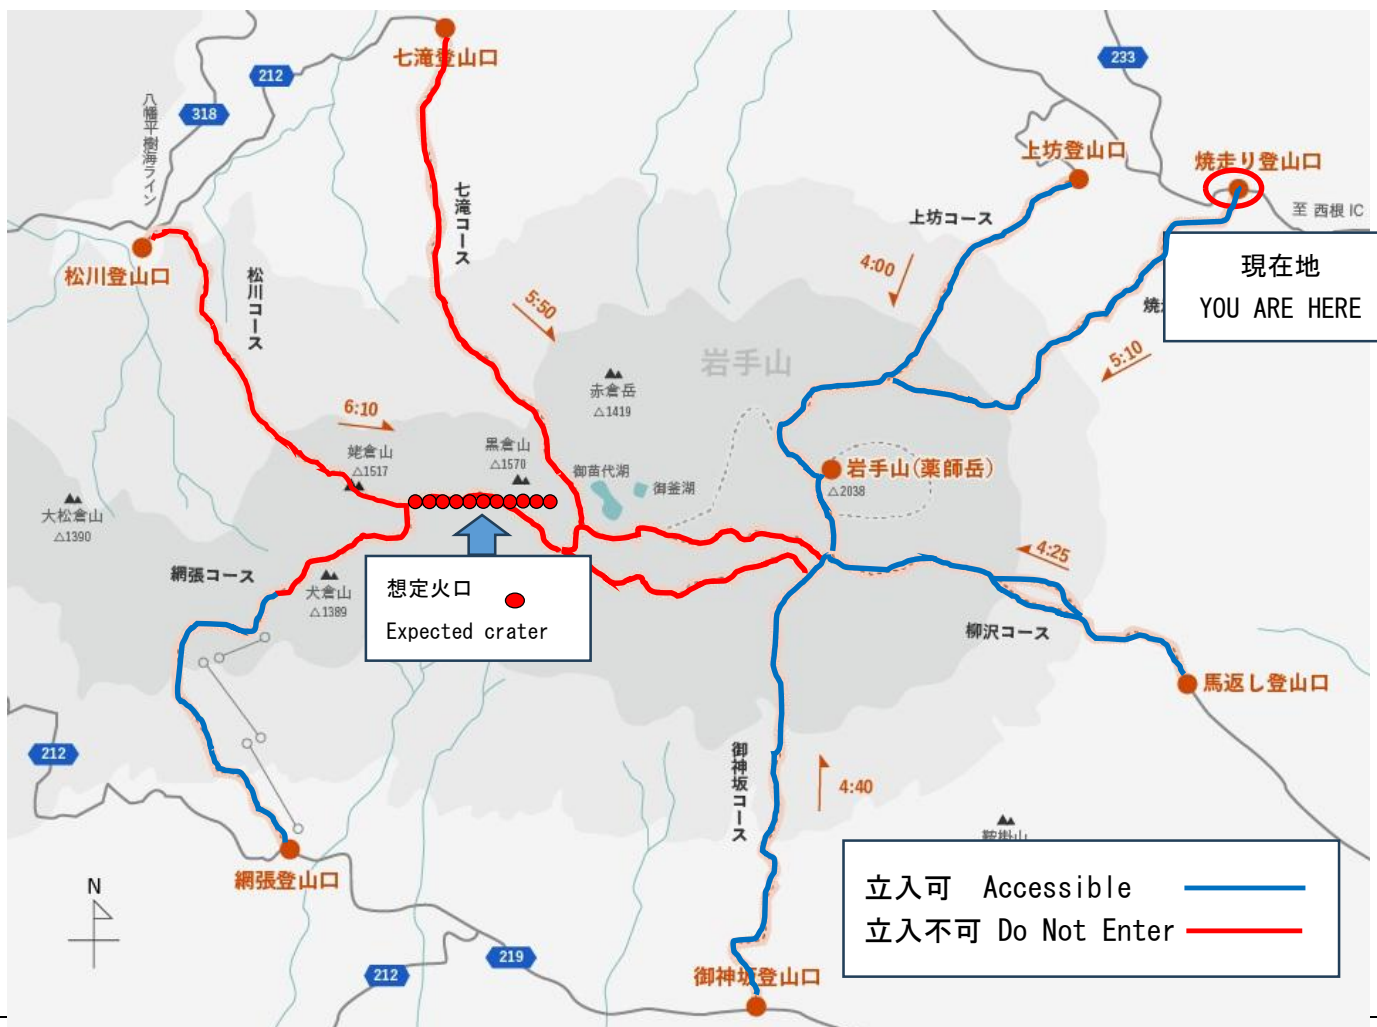 七滝登山口
233
212
318
八幡平樹海ライン
上坊登山口
焼走り登山口
至 西根 IC
七滝コース
上坊コース
松川登山口
松川コース
4:00
現在地
YOU ARE HERE
5:50
5:10
岩手山
赤倉岳
△1419
6:10
姥倉山
△1517
黒倉山
△1570
御苗代湖
御釜湖
岩手山(薬師岳)
△2038
大松倉山
△1390
4:25
網張コース
犬倉山
△1389
想定火口
Expected crater
柳沢コース
馬返し登山口
212
御神坂コース
4:40
鞍掛山
網張登山口
N
立入可 Accessible
立入不可 Do Not Enter
219
212
御神坂登山口